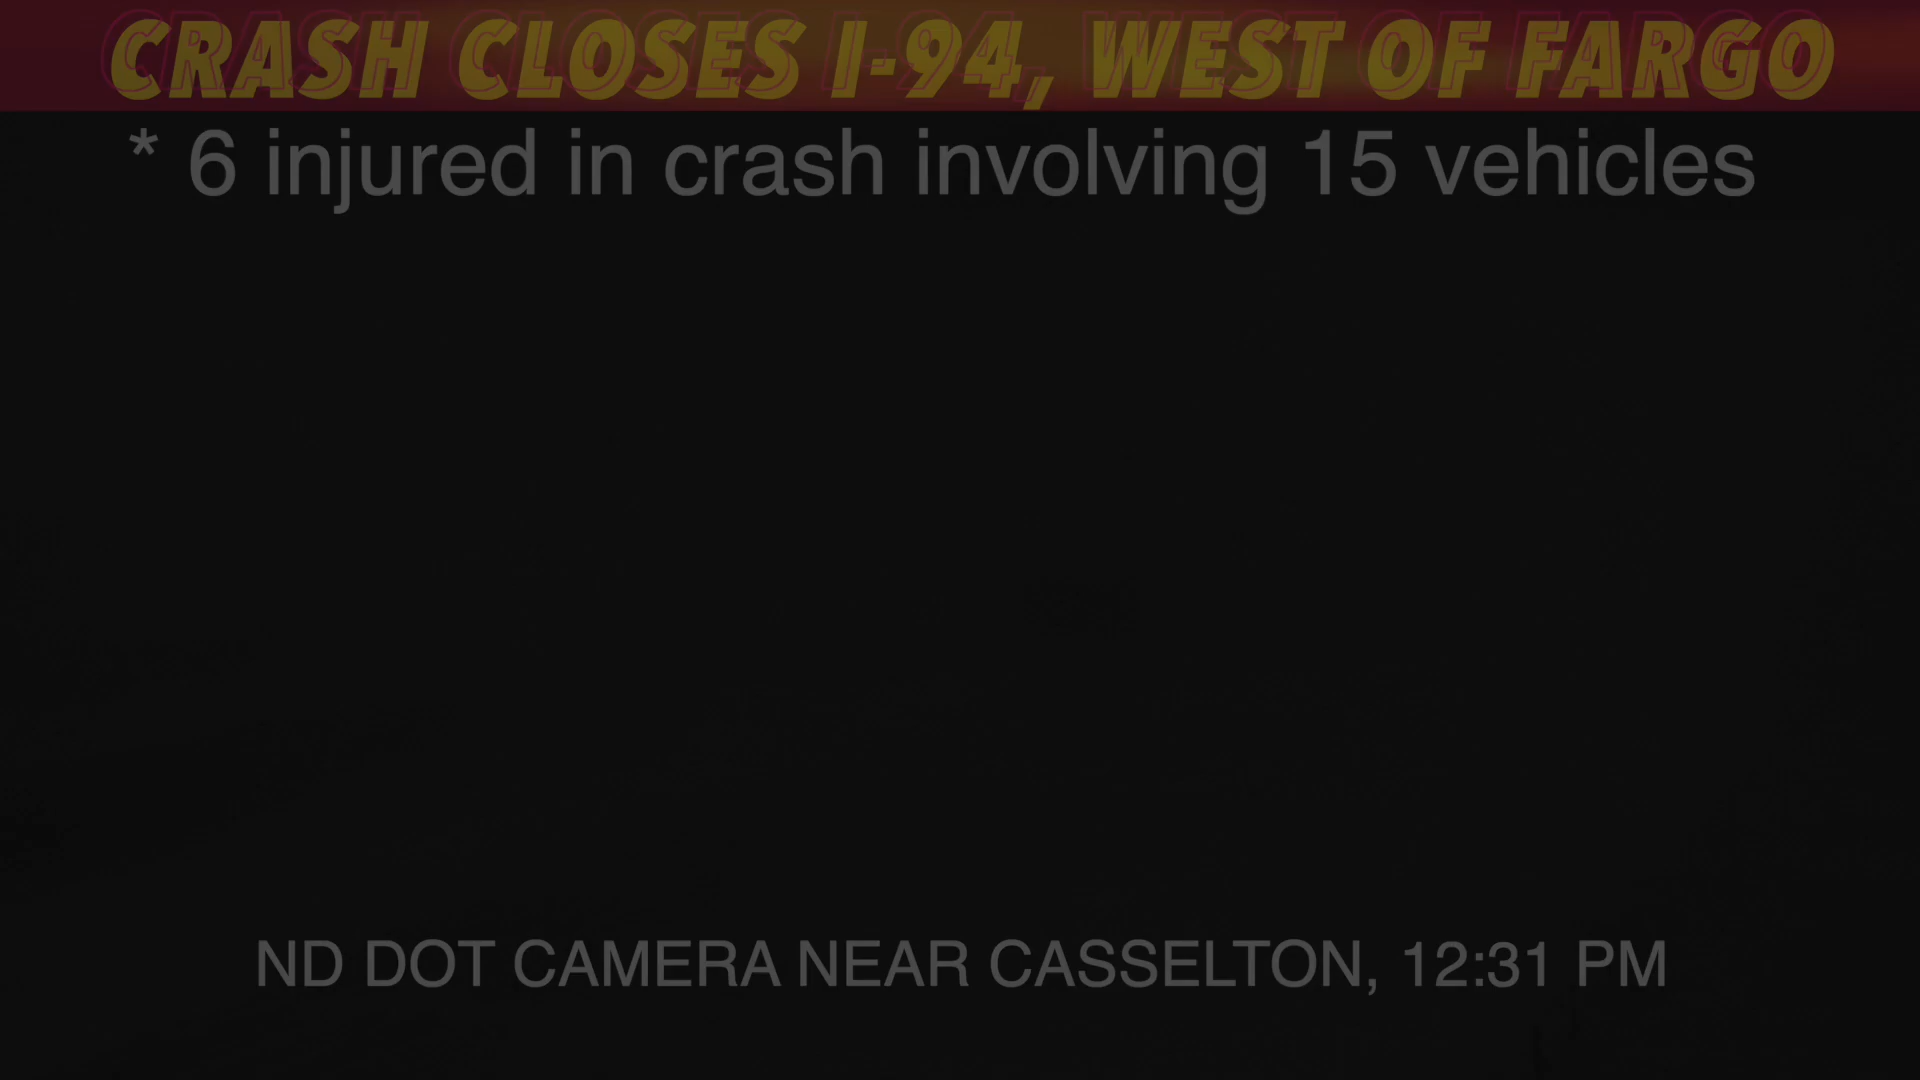 CRASH CLOSES I-94, WEST OF FARGO
* 6 injured in crash involving 15 vehicles
ND DOT CAMERA NEAR CASSELTON, 12:31 PM